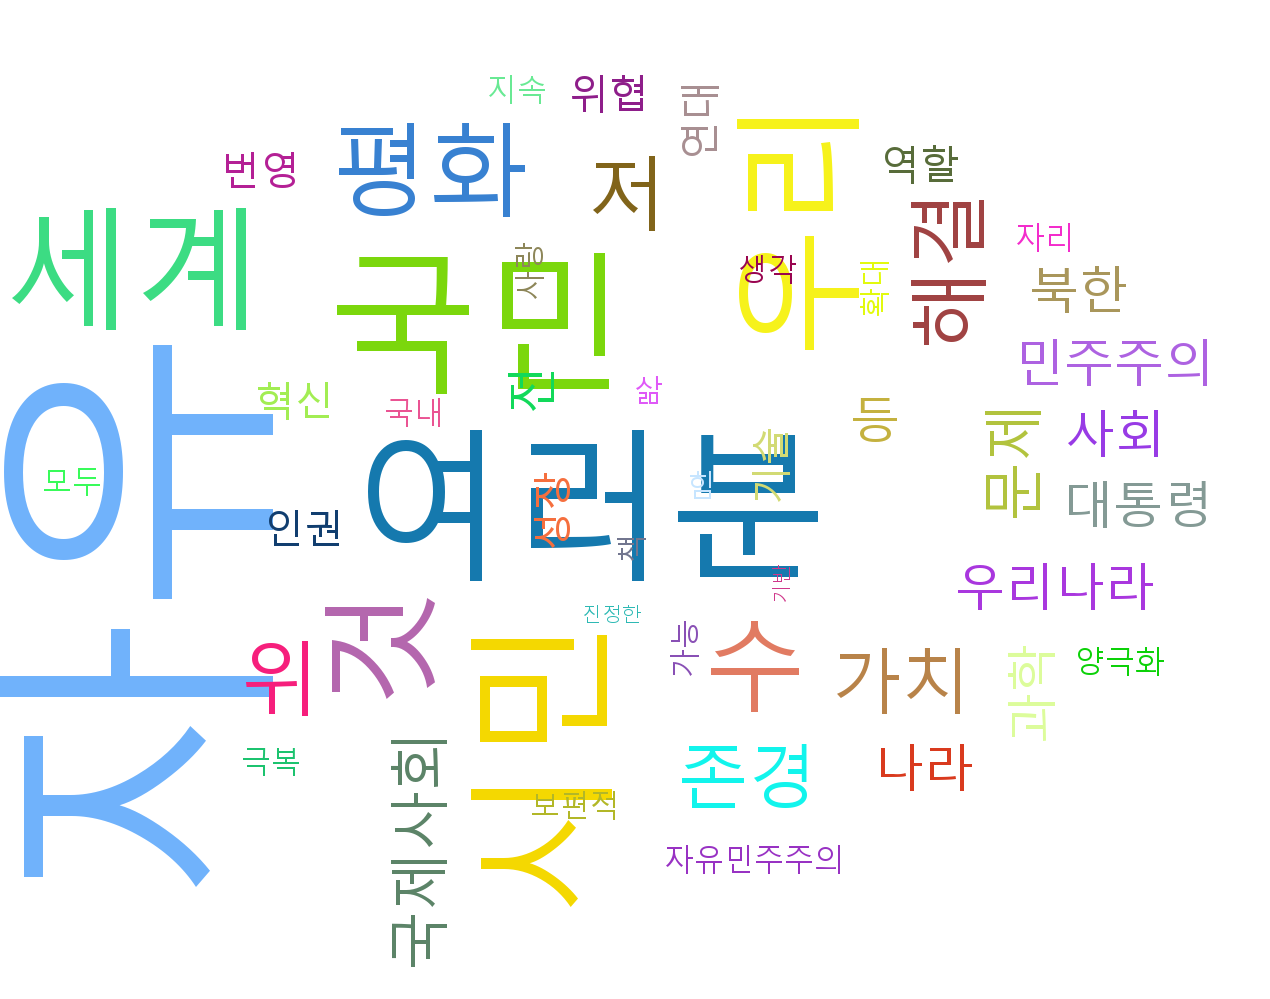 지속
위협
연대
번영
평화
저
우리
역할
세계
국민
사랑
생각
확대
해결
자리
북한
민주주의
혁신
국내
전
삶
등
문제
사회
자유
모두
인권
여러분
성장
책
기술
대통령
기반
우리나라
위
것
진정한
시민
가능
수
가치
과학
양극화
극복
국제사회
보편적
존경
나라
자유민주주의